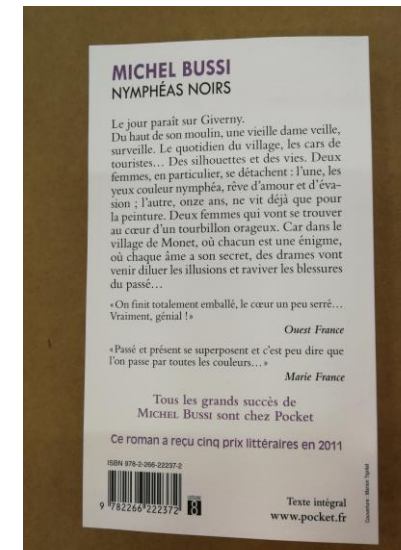 MICHEL BUSSI
NYMPHÉAS NOIRS
Le jour paraît sur Giverny.
Du haut de son moulin, une vieille dame veille,
surveille. Le quotidien du village, les cars de
touristes… Des silhouettes et des vies. Deux
femmes, en particulier, se détachent : l'une, les
yeux couleur nymphéa, rêve d'amour et d'éva-
sion ; l'autre, onze ans, ne vit déjà que pour
la peinture. Deux femmes qui vont se trouver
au cœur d'un tourbillon orageux. Car dans le
village de Monet, où chacun est une énigme,
où chaque âme a son secret, des drames vont
venir diluer les illusions et raviver les blessures
du passé…
« On finit totalement emballé, le cœur un peu serré…
Vraiment, génial ! »
Ouest France
« Passé et présent se superposent et c'est peu dire que
l'on passe par toutes les couleurs… »
Marie France
Tous les grands succès de
MICHEL BUSSI sont chez Pocket
Ce roman a reçu cinq prix littéraires en 2011
ISBN 978-2-266-22237-2
9 782266 222372
8
Texte intégral
www.pocket.fr